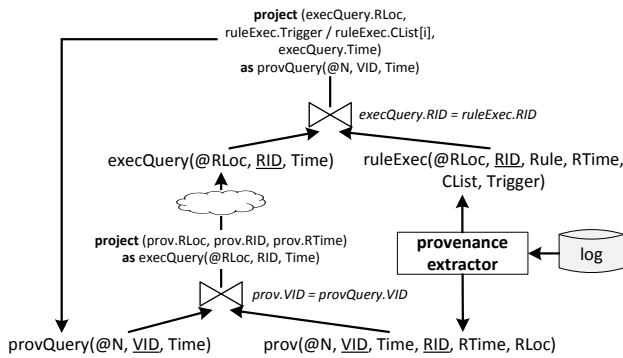 project (execQuery.RLoc,
ruleExec.Trigger / ruleExec.CList[i],
execQuery.Time)
as provQuery(@N, VID, Time)
execQuery.RID = ruleExec.RID
execQuery(@RLoc, RID, Time)
ruleExec(@RLoc, RID, Rule, RTime,
CList, Trigger)
project (prov.RLoc, prov.RID, prov.RTime)
as execQuery(@RLoc, RID, Time)
provenance
extractor
log
prov.VID = provQuery.VID
provQuery(@N, VID, Time)
prov(@N, VID, Time, RID, RTime, RLoc)